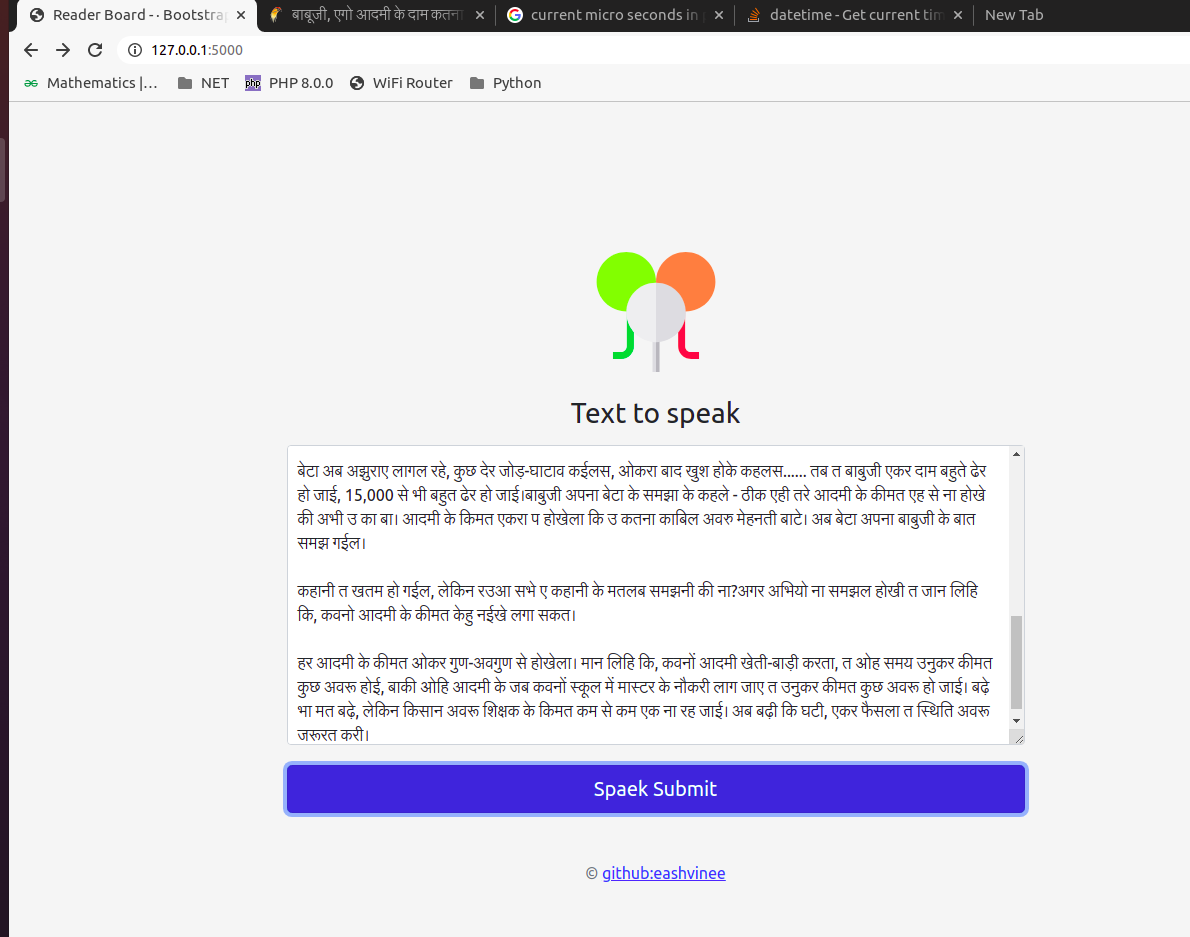 Reader Board -· Bootstra
बाबूजी, एगो आदमी के दाम कतना
current micro seconds in
datetime - Get current tim
New Tab
127.0.0.1:5000
Mathematics |…
NET
php
PHP 8.0.0
WiFi Router
Python
Text to speak
बेटा अब अझुराए लागल रहे, कुछ देर जोड़-घाटाव कईलस, ओकरा बाद खुश होके कहलस...... तब त बाबुजी एकर दाम बहुते ढेर
हो जाई, 15,000 से भी बहुत ढेर हो जाई।बाबुजी अपना बेटा के समझा के कहले - ठीक एही तरे आदमी के कीमत एह से ना होखे
की अभी उ का बा। आदमी के किमत एकरा प होखेला कि उ कतना काबिल अवरु मेहनती बाटे। अब बेटा अपना बाबुजी के बात
समझ गईल।
कहानी त खतम हो गईल, लेकिन रउआ सभे ए कहानी के मतलब समझनी की ना?अगर अभियो ना समझल होखी त जान लिहि
कि, कवनो आदमी के कीमत केहु नईखे लगा सकत।
हर आदमी के कीमत ओकर गुण-अवगुण से होखेला। मान लिहि कि, कवनों आदमी खेती-बाड़ी करता, त ओह समय उनुकर कीमत
कुछ अवरू होई, बाकी ओहि आदमी के जब कवनों स्कूल में मास्टर के नौकरी लाग जाए त उनुकर कीमत कुछ अवरू हो जाई। बढ़े
भा मत बढ़े, लेकिन किसान अवरू शिक्षक के किमत कम से कम एक ना रह जाई। अब बढ़ी कि घटी, एकर फैसला त स्थिति अवरू
जरूरत करी।
Spaek Submit
© github:eashvinee